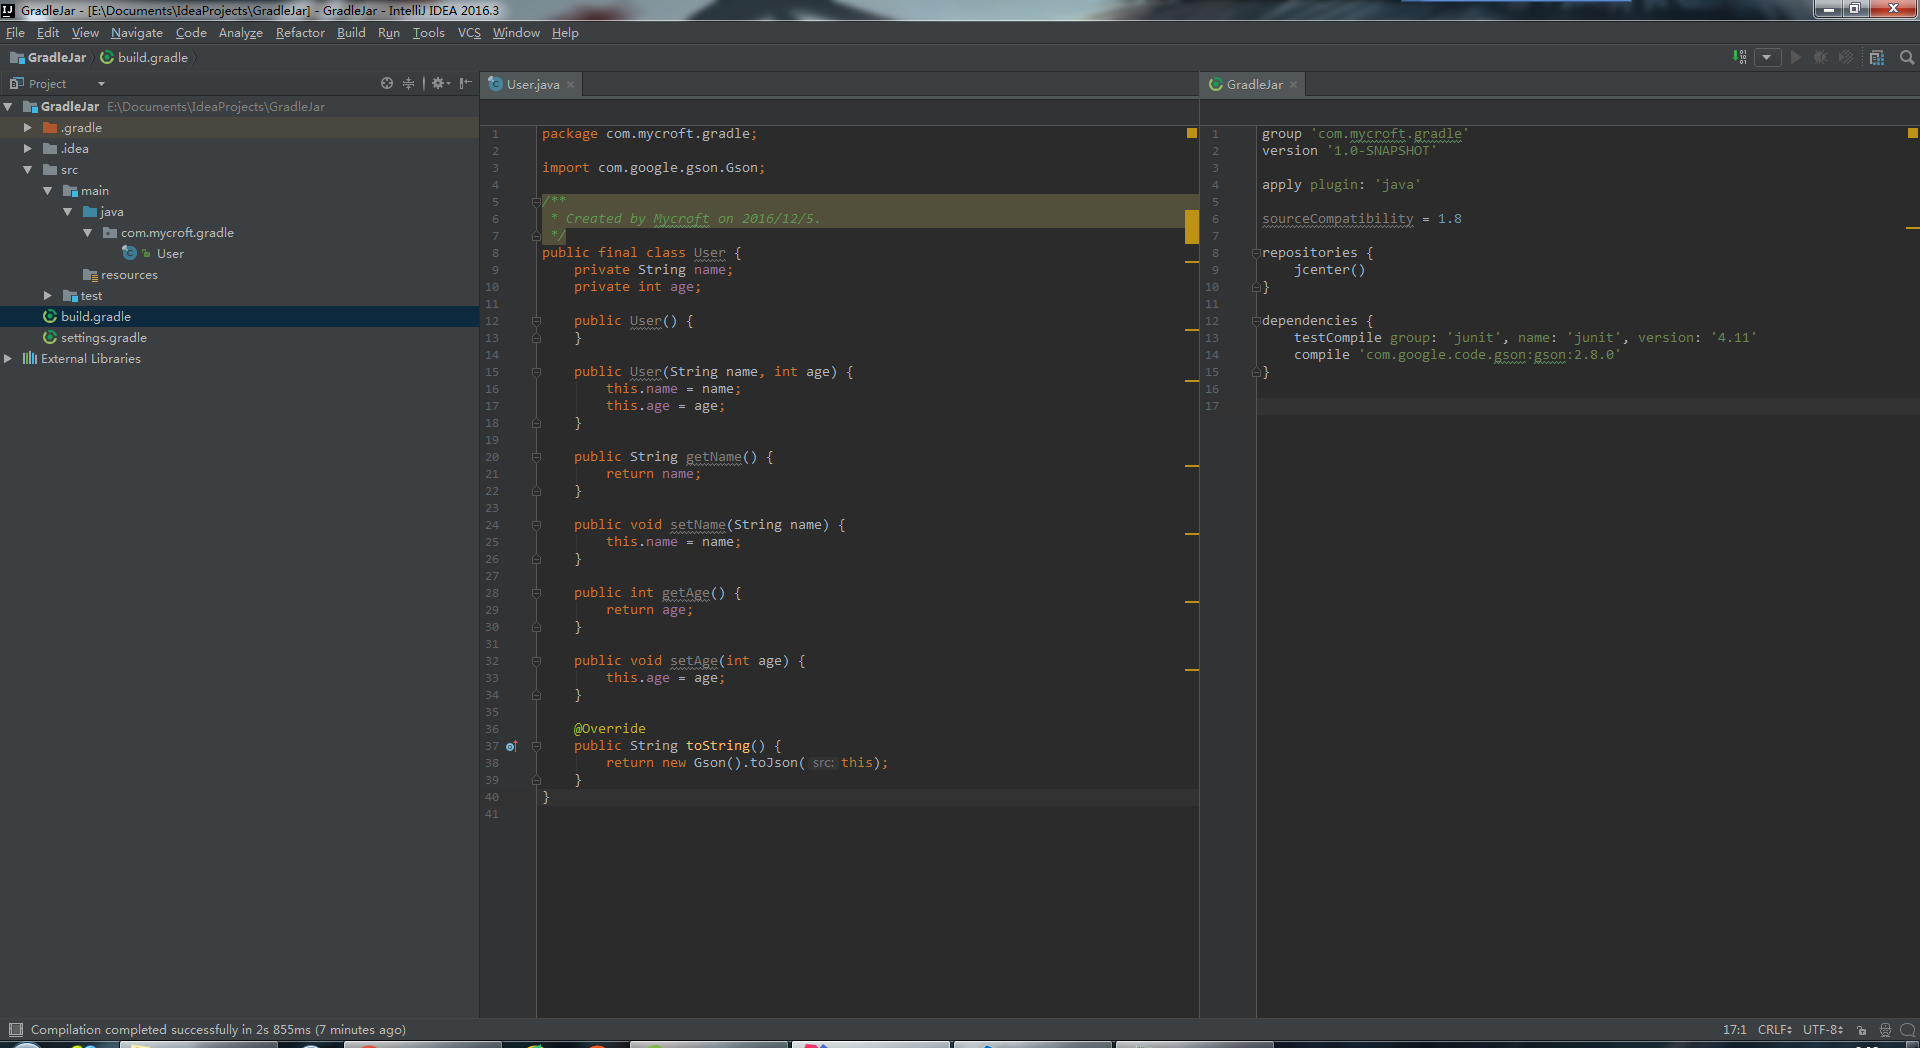 GradleJar - [E:\Documents\IdeaProjects\GradleJar] - GradleJar - IntelliJ IDEA 2016.3
File Edit View Navigate Code Analyze Refactor Build Run Tools VCS Window Help
GradleJar build.gradle
Project
GradleJar E:\Documents\IdeaProjects\GradleJar
.gradle
.idea
src
main
java
com.mycroft.gradle
User
resources
test
build.gradle
settings.gradle
External Libraries
User.java
1 package com.mycroft.gradle;
2
3 import com.google.gson.Gson;
4
5 /**
6 * Created by Mycroft on 2016/12/5.
7 */
8 public final class User {
9 private String name;
10 private int age;
11
12 public User() {
13 }
14
15 public User(String name, int age) {
16 this.name = name;
17 this.age = age;
18 }
19
20 public String getName() {
21 return name;
22 }
23
24 public void setName(String name) {
25 this.name = name;
26 }
27
28 public int getAge() {
29 return age;
30 }
31
32 public void setAge(int age) {
33 this.age = age;
34 }
35
36 @Override
37 public String toString() {
38 return new Gson().toJson( src: this);
39 }
40 }
41
GradleJar
1 group 'com.mycroft.gradle'
2 version '1.0-SNAPSHOT'
3
4 apply plugin: 'java'
5
6 sourceCompatibility = 1.8
7
8 repositories {
9 jcenter()
10 }
11
12 dependencies {
13 testCompile group: 'junit', name: 'junit', version: '4.11'
14 compile 'com.google.code.gson:gson:2.8.0'
15 }
16
17
Compilation completed successfully in 2s 855ms (7 minutes ago)
17:1 CRLF UTF-8